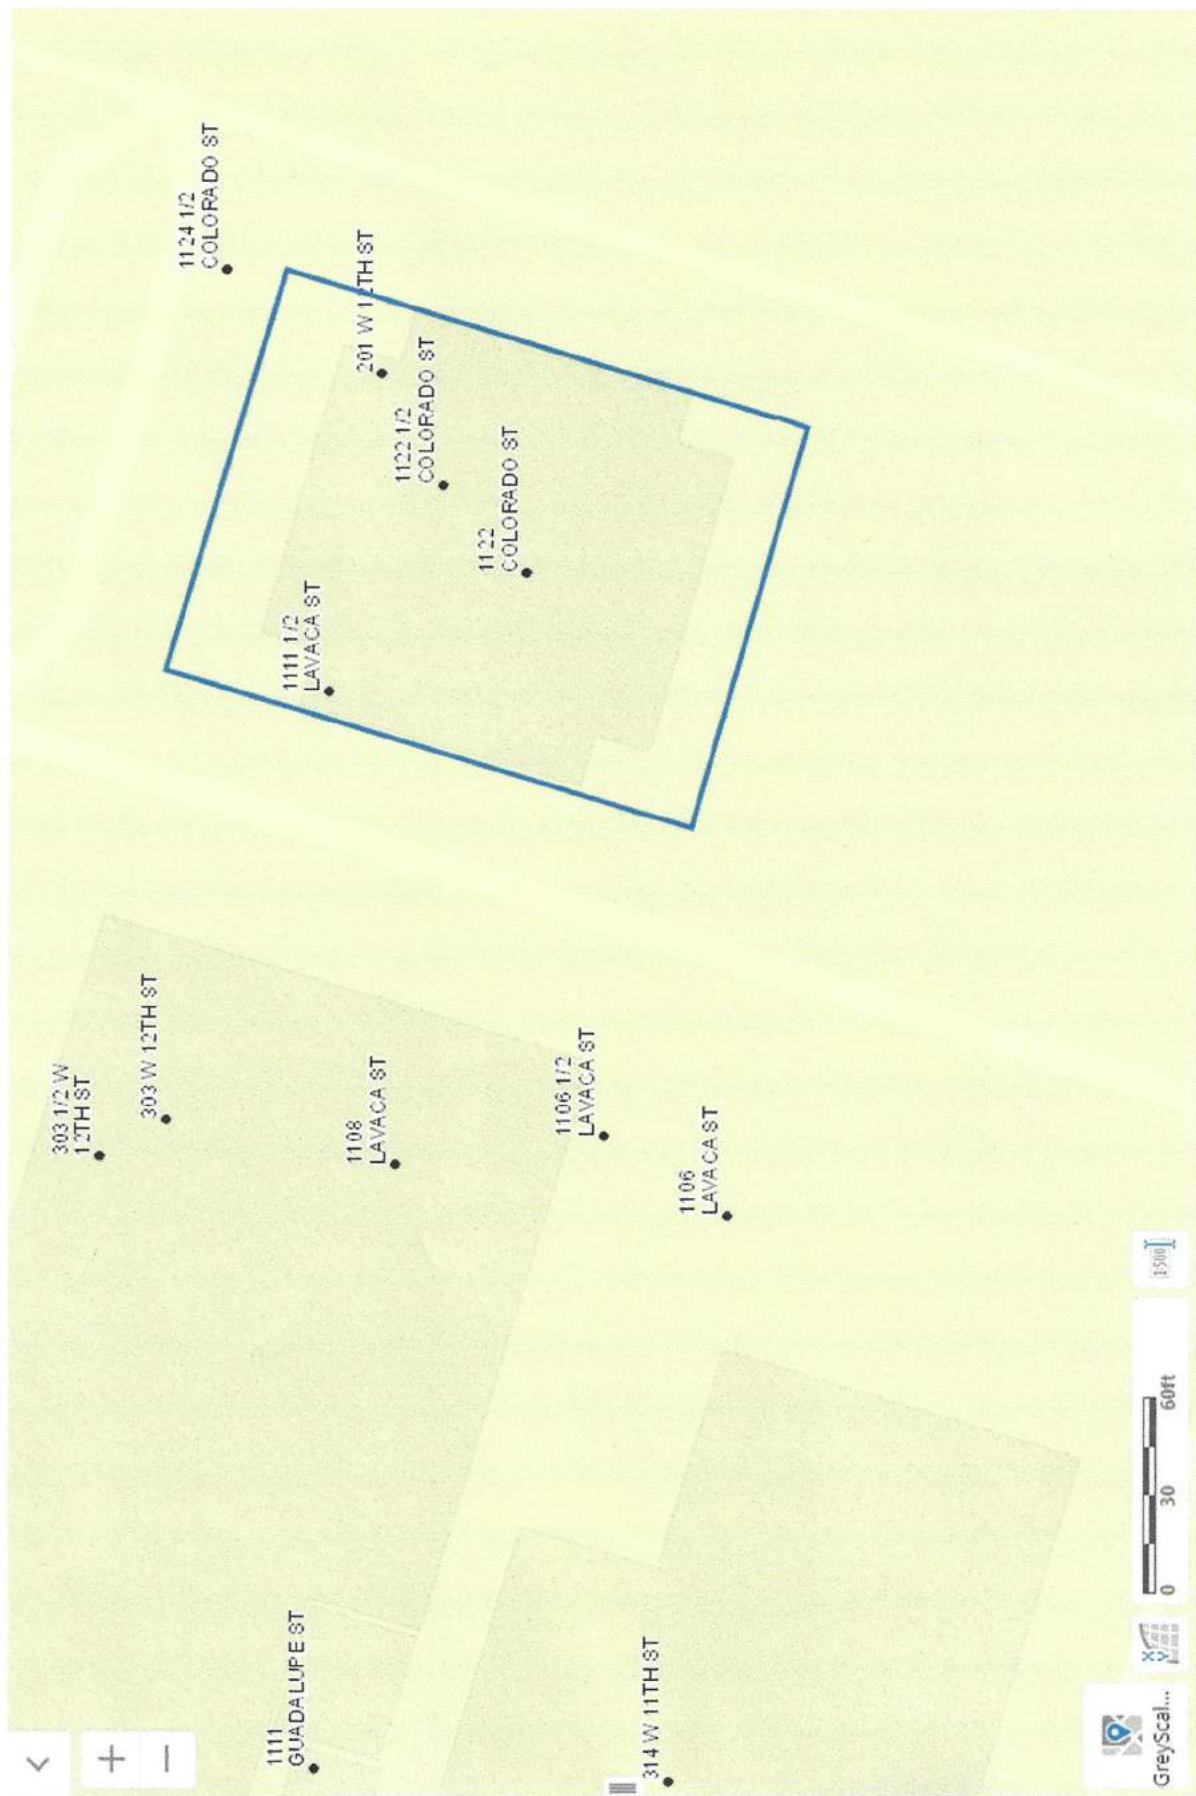 303 1/2 W
12TH ST
303 W 12TH ST
1124 1/2
COLORADO ST
1111 1/2
LAVACA ST
201 W 12TH ST
1122 1/2
COLORADO ST
1122
COLORADO ST
1108
LAVACA ST
1106 1/2
LAVACA ST
1106
LAVACA ST
1111
GUADALUPE ST
314 W 11TH ST
GreyScal...
X
Y
0 30 60ft
1:500